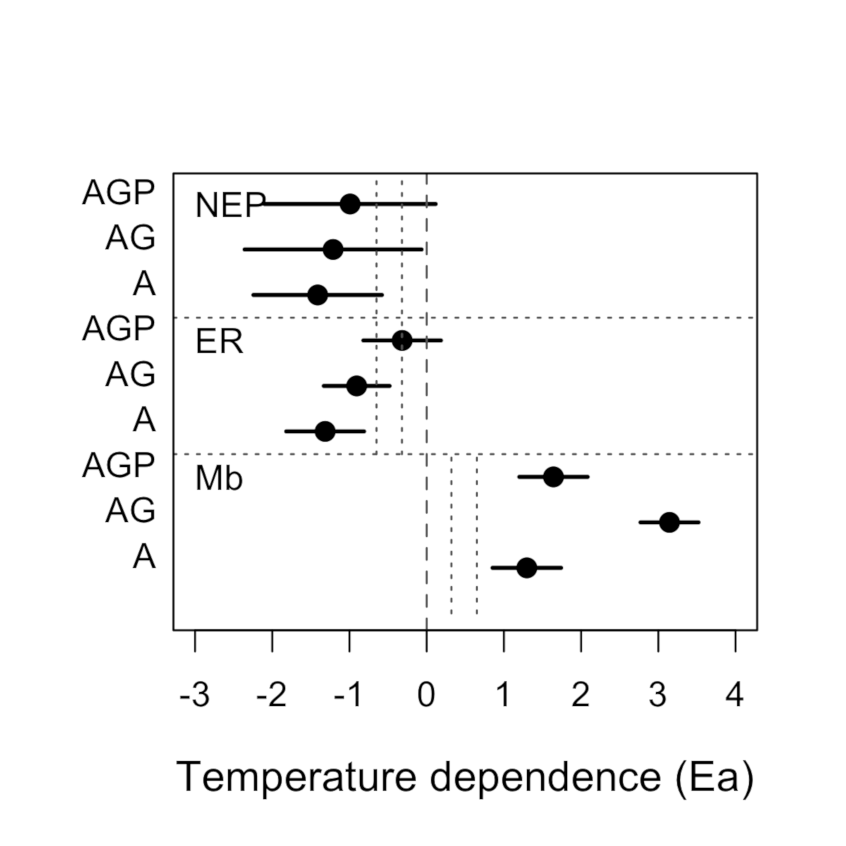 AGP
NEP
AG
A
AGP
ER
AG
A
AGP
Mb
AG
A
-3 -2 -1 0 1 2 3 4
Temperature dependence (Ea)